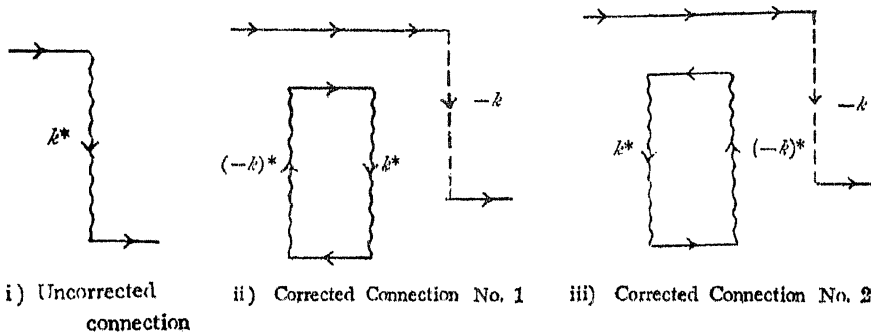 k*
−k
(−k)*
k*
−k
k*
(−k)*
i) Uncorrected
connection
ii) Corrected Connection No. 1
iii) Corrected Connection No. 2